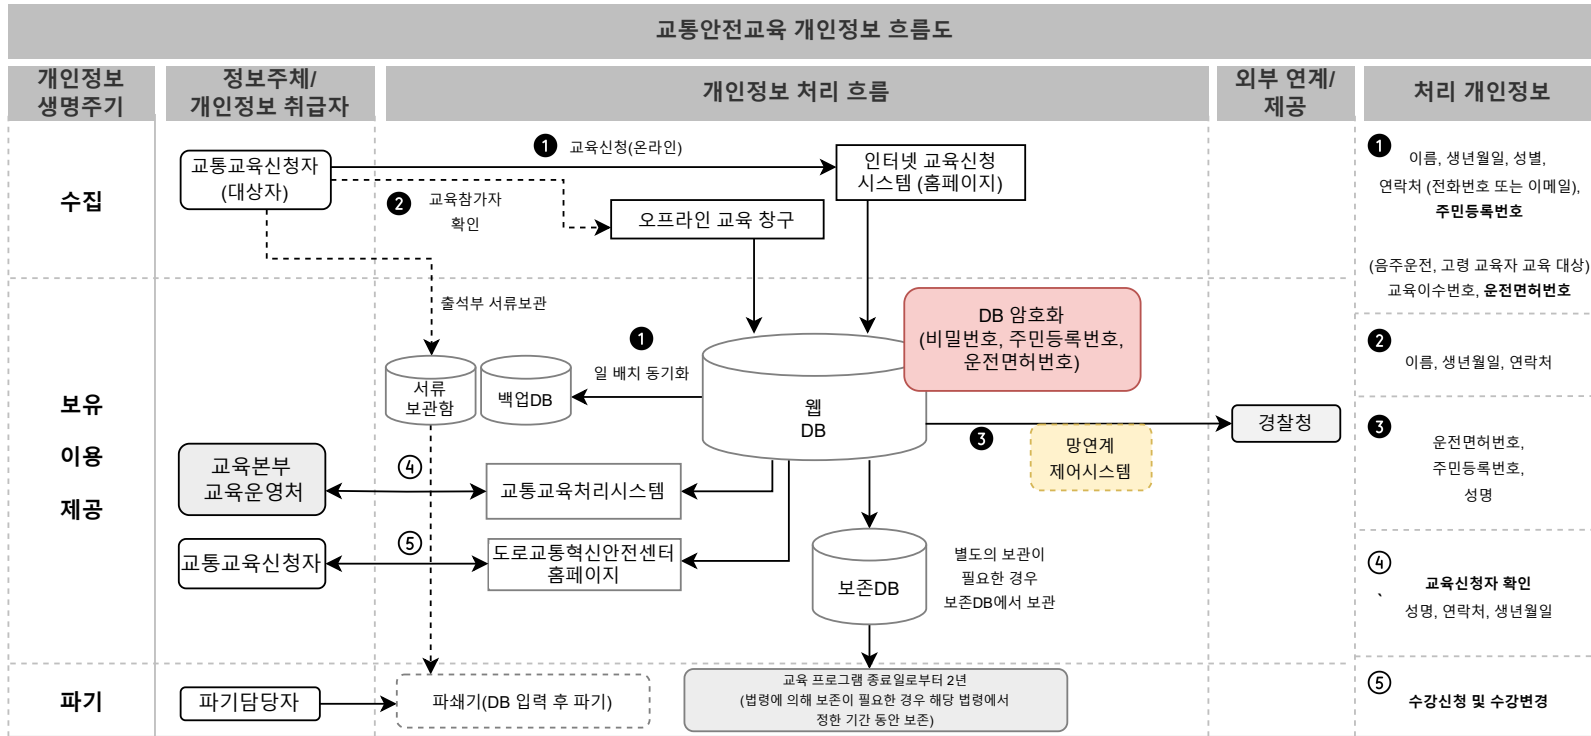 교통안전교육 개인정보 흐름도
개인정보
생명주기
정보주체/
개인정보 취급자
개인정보 처리 흐름
외부 연계/
제공
처리 개인정보
수집
교통교육신청자
(대상자)
1 교육신청(온라인)
인터넷 교육신청
시스템 (홈페이지)
2 교육참가자
확인
오프라인 교육 창구
1
이름, 생년월일, 성별,
연락처 (전화번호 또는 이메일),
주민등록번호
(음주운전, 고령 교육자 교육 대상)
교육이수번호, 운전면허번호
보유
이용
제공
출석부 서류보관
서류
보관함
백업DB
1
일 배치 동기화
웹
DB
DB 암호화
(비밀번호, 주민등록번호,
운전면허번호)
3
망연계
제어시스템
경찰청
2
이름, 생년월일, 연락처
3
운전면허번호,
주민등록번호,
성명
교육본부
교육운영처
4
교통교육처리시스템
교통교육신청자
5
도로교통혁신안전센터
홈페이지
보존DB
별도의 보관이
필요한 경우
보존DB에서 보관
4
、
교육신청자 확인
성명, 연락처, 생년월일
파기
파기담당자
파쇄기(DB 입력 후 파기)
교육 프로그램 종료일로부터 2년
(법령에 의해 보존이 필요한 경우 해당 법령에서
정한 기간 동안 보존)
5
수강신청 및 수강변경